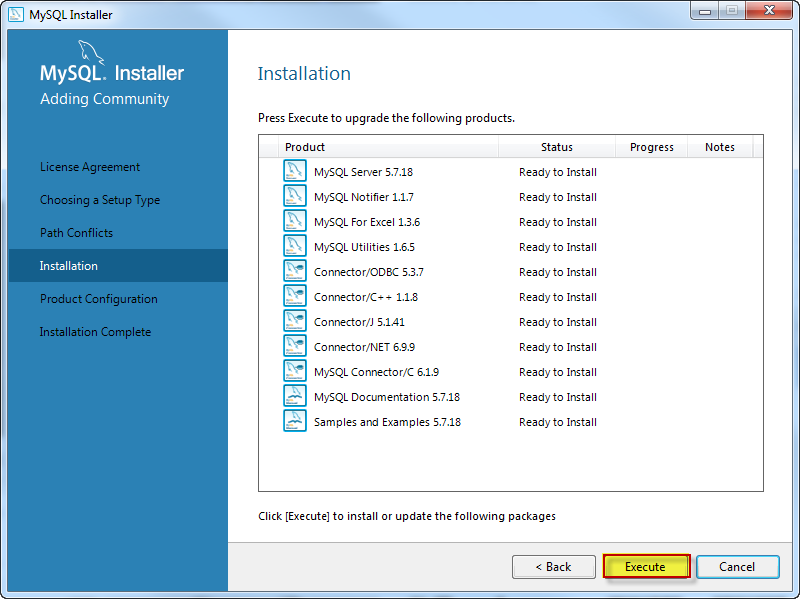 MySQL Installer
MySQL. Installer
Adding Community
License Agreement
Choosing a Setup Type
Path Conflicts
Installation
Product Configuration
Installation Complete
Installation
Press Execute to upgrade the following products.
Product Status Progress Notes
MySQL Server 5.7.18 Ready to Install
MySQL Notifier 1.1.7 Ready to Install
MySQL For Excel 1.3.6 Ready to Install
MySQL Utilities 1.6.5 Ready to Install
Connector/ODBC 5.3.7 Ready to Install
Connector/C++ 1.1.8 Ready to Install
Connector/J 5.1.41 Ready to Install
Connector/NET 6.9.9 Ready to Install
MySQL Connector/C 6.1.9 Ready to Install
MySQL Documentation 5.7.18 Ready to Install
Samples and Examples 5.7.18 Ready to Install
Click [Execute] to install or update the following packages
< Back Execute Cancel